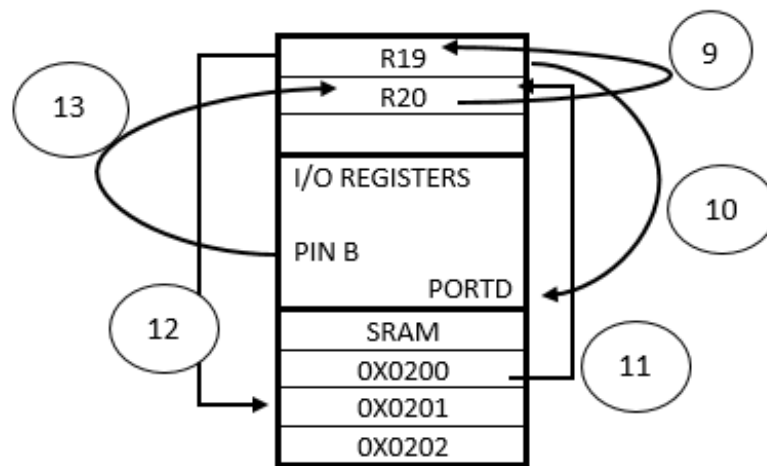 R19
9
R20
13
I/O REGISTERS
10
PIN B
PORTD
12
SRAM
0X0200
11
0X0201
0X0202